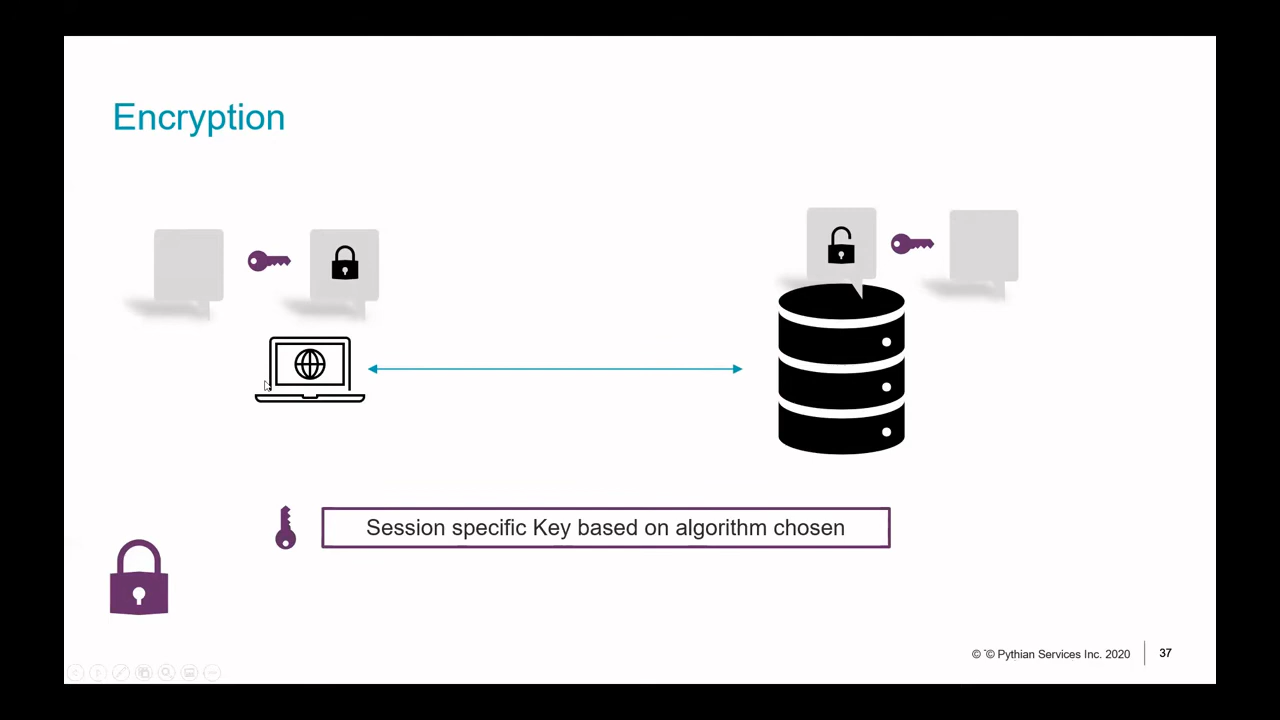 Encryption
Session specific Key based on algorithm chosen
© ˜© Pythian Services Inc. 2020
37